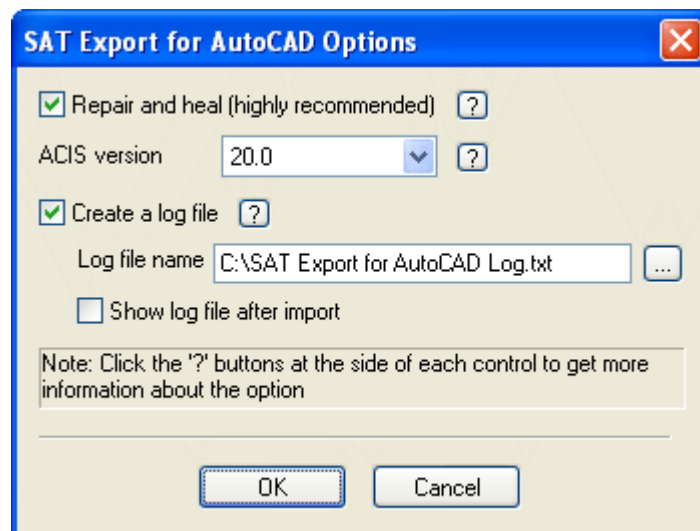 SAT Export for AutoCAD Options
Repair and heal (highly recommended) ?
ACIS version 20.0 ?
Create a log file ?
Log file name C:\SAT Export for AutoCAD Log.txt ...
Show log file after import
Note: Click the '?' buttons at the side of each control to get more
information about the option
OK Cancel